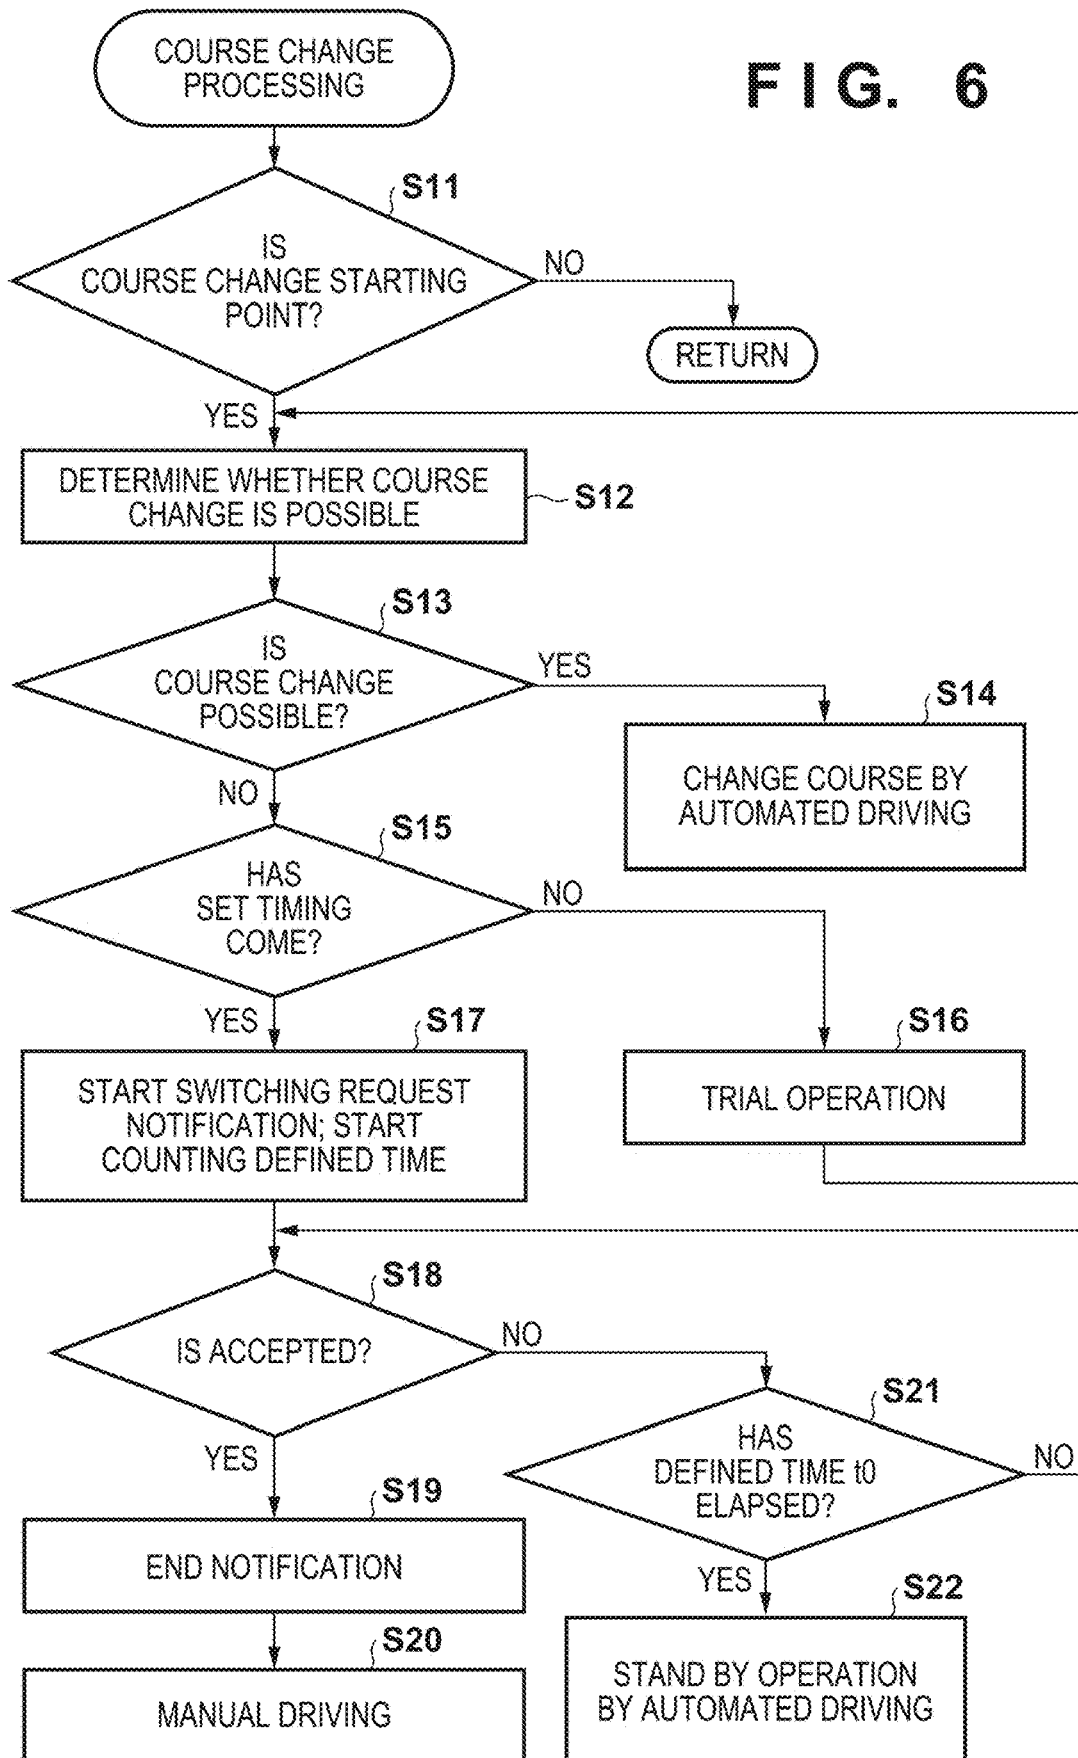 COURSE CHANGE
PROCESSING
FIG. 6
S11
IS
COURSE CHANGE STARTING
POINT?
NO
RETURN
YES
DETERMINE WHETHER COURSE
CHANGE IS POSSIBLE
S12
S13
IS
COURSE CHANGE
POSSIBLE?
YES
S14
CHANGE COURSE BY
AUTOMATED DRIVING
NO
S15
HAS
SET TIMING
COME?
NO
YES
S17
S16
START SWITCHING REQUEST
NOTIFICATION; START
COUNTING DEFINED TIME
TRIAL OPERATION
S18
IS ACCEPTED?
NO
S21
HAS
DEFINED TIME t0
ELAPSED?
NO
YES
S19
END NOTIFICATION
YES
S22
S20
MANUAL DRIVING
STAND BY OPERATION
BY AUTOMATED DRIVING